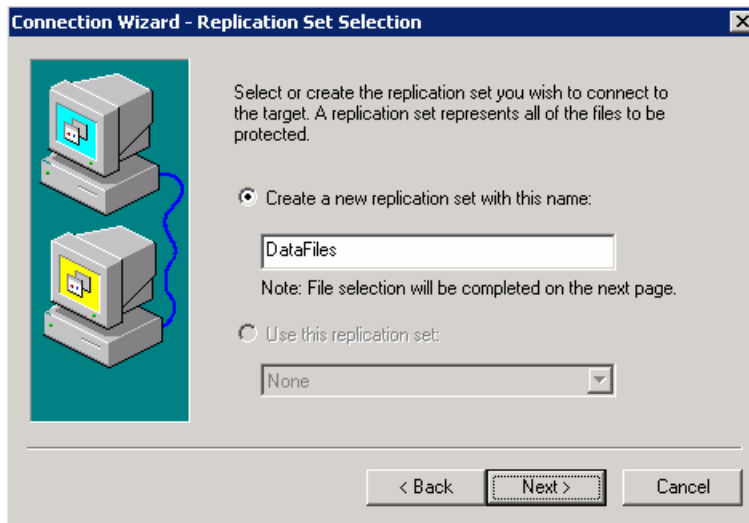 Connection Wizard - Replication Set Selection
Select or create the replication set you wish to connect to
the target. A replication set represents all of the files to be
protected.
Create a new replication set with this name:
DataFiles
Note: File selection will be completed on the next page.
Use this replication set:
None
< Back
Next >
Cancel